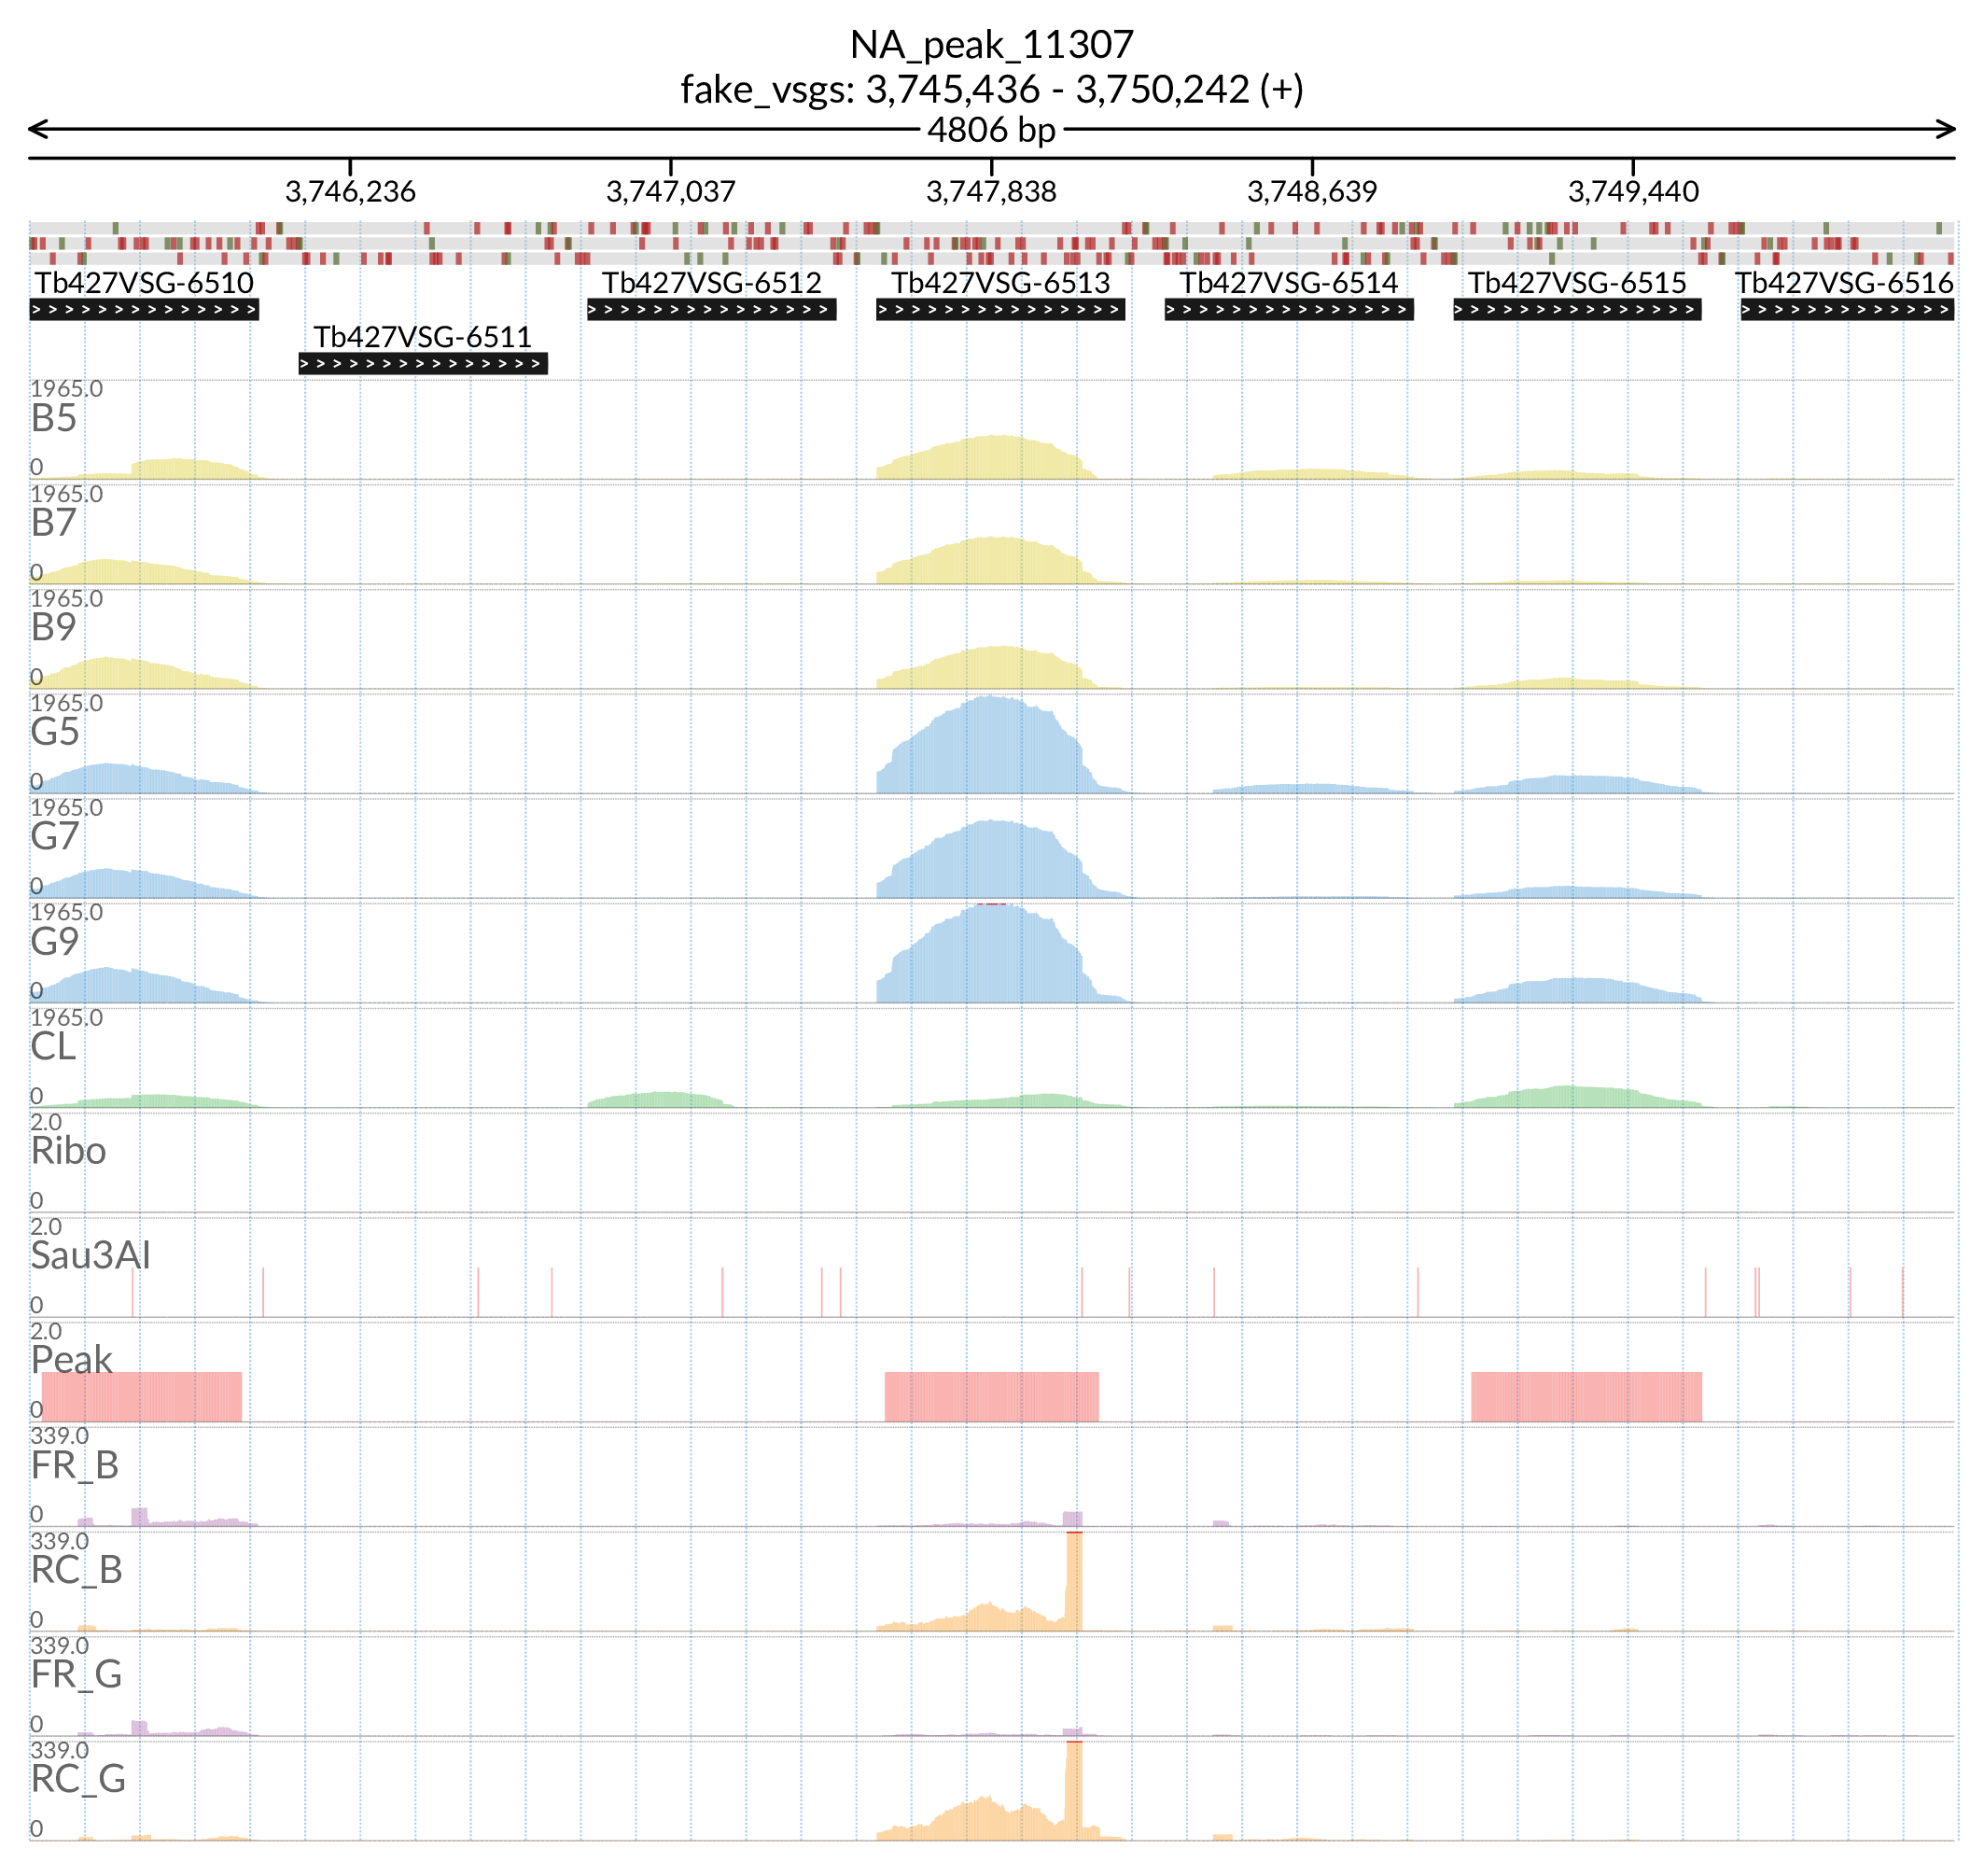 NA_peak_11307
fake_vsgs: 3,745,436 - 3,750,242 (+)
4806 bp
3,746,236 3,747,037 3,747,838 3,748,639 3,749,440
Tb427VSG-6510 Tb427VSG-6512 Tb427VSG-6513 Tb427VSG-6514 Tb427VSG-6515 Tb427VSG-6516
Tb427VSG-6511
1965.0
B5
0
1965.0
B7
0
1965.0
B9
0
1965.0
G5
0
1965.0
G7
0
1965.0
G9
0
1965.0
CL
0
2.0
Ribo
0
2.0
Sau3AI
0
2.0
Peak
0
339.0
FR_B
0
339.0
RC_B
0
339.0
FR_G
0
339.0
RC_G
0